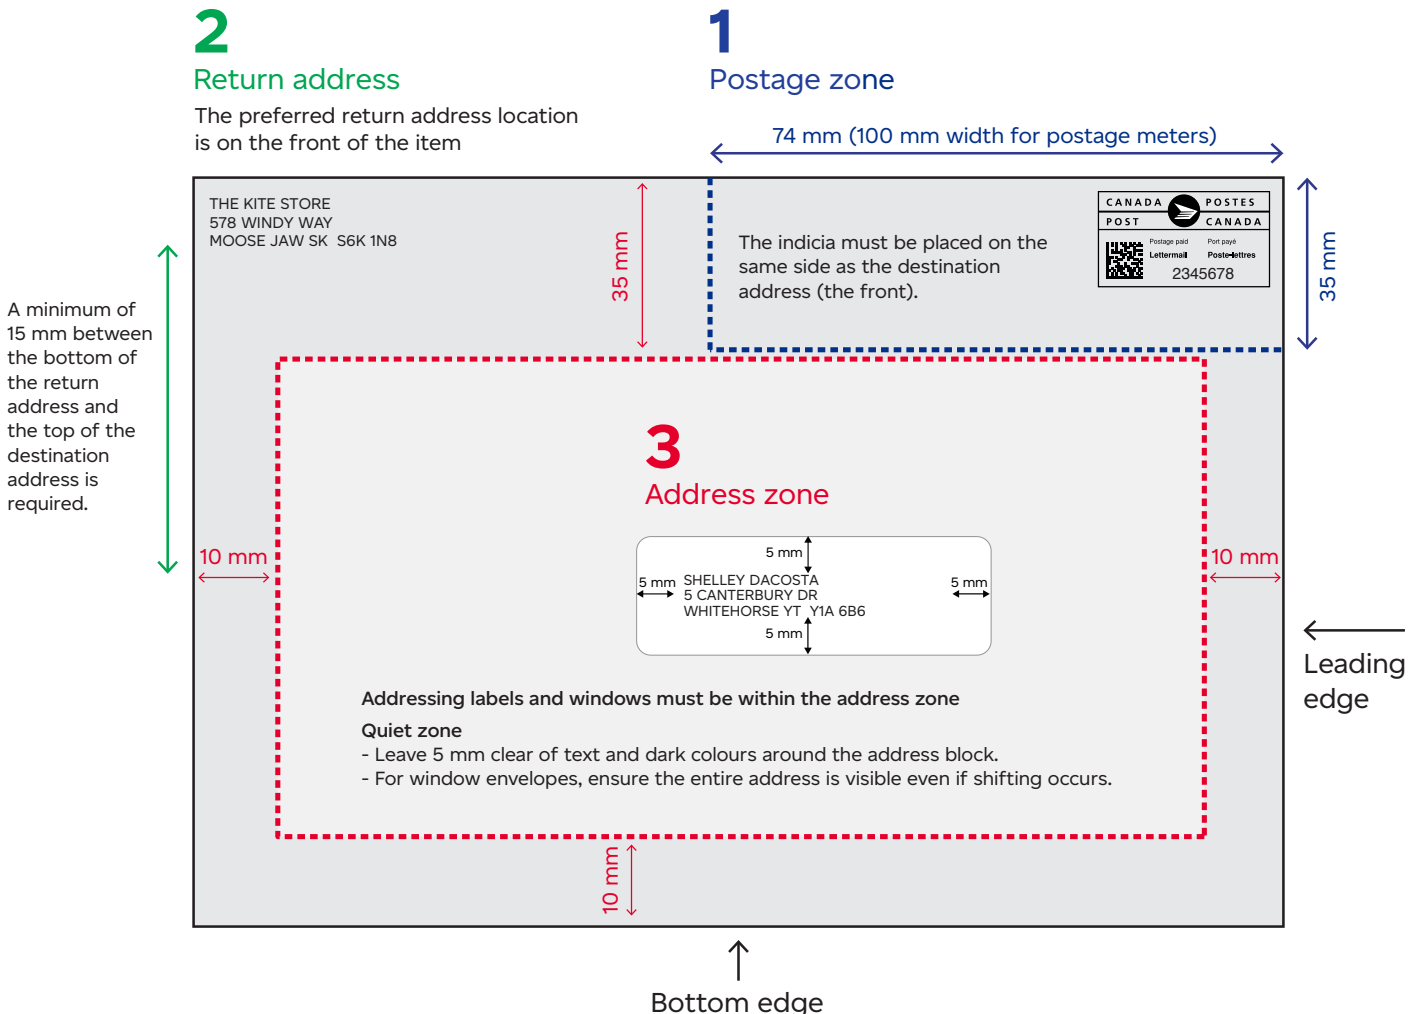 2
Return address
The preferred return address location
is on the front of the item
1
Postage zone
74 mm (100 mm width for postage meters)
THE KITE STORE
578 WINDY WAY
MOOSE JAW SK  S6K 1N8
35 mm
The indicia must be placed on the
same side as the destination
address (the front).
CANADA POSTES
POST CANADA
Postage paid Port payé
Lettermail Poste-lettres
2345678
35 mm
A minimum of
15 mm between
the bottom of
the return
address and
the top of the
destination
address is
required.
3
Address zone
10 mm
10 mm
5 mm
5 mm
SHELLEY DACOSTA
5 CANTERBURY DR
WHITEHORSE YT  Y1A 6B6
5 mm
5 mm
Leading
edge
Addressing labels and windows must be within the address zone
Quiet zone
- Leave 5 mm clear of text and dark colours around the address block.
- For window envelopes, ensure the entire address is visible even if shifting occurs.
10 mm
Bottom edge